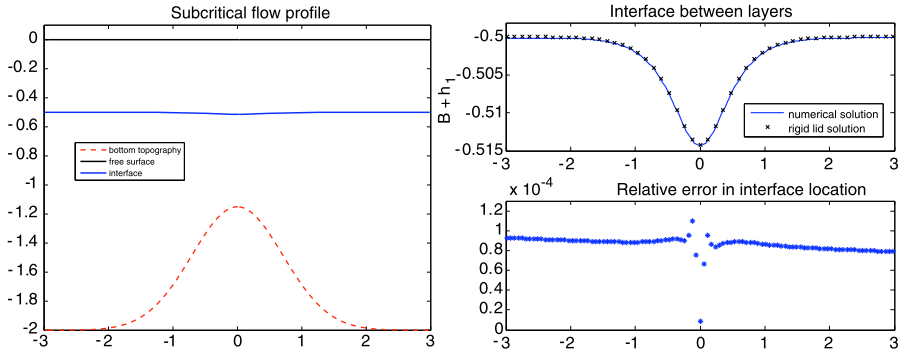 Subcritical flow profile
0
-0.2
-0.4
-0.6
-0.8
-1
-1.2
-1.4
-1.6
-1.8
-2
-3 -2 -1 0 1 2 3
bottom topography
free surface
interface
Interface between layers
B + h1
-0.5
-0.505
-0.51
-0.515
-3 -2 -1 0 1 2 3
numerical solution
rigid lid solution
x 10-4
Relative error in interface location
1.2
1
0.8
0.6
0.4
0.2
0
-3 -2 -1 0 1 2 3